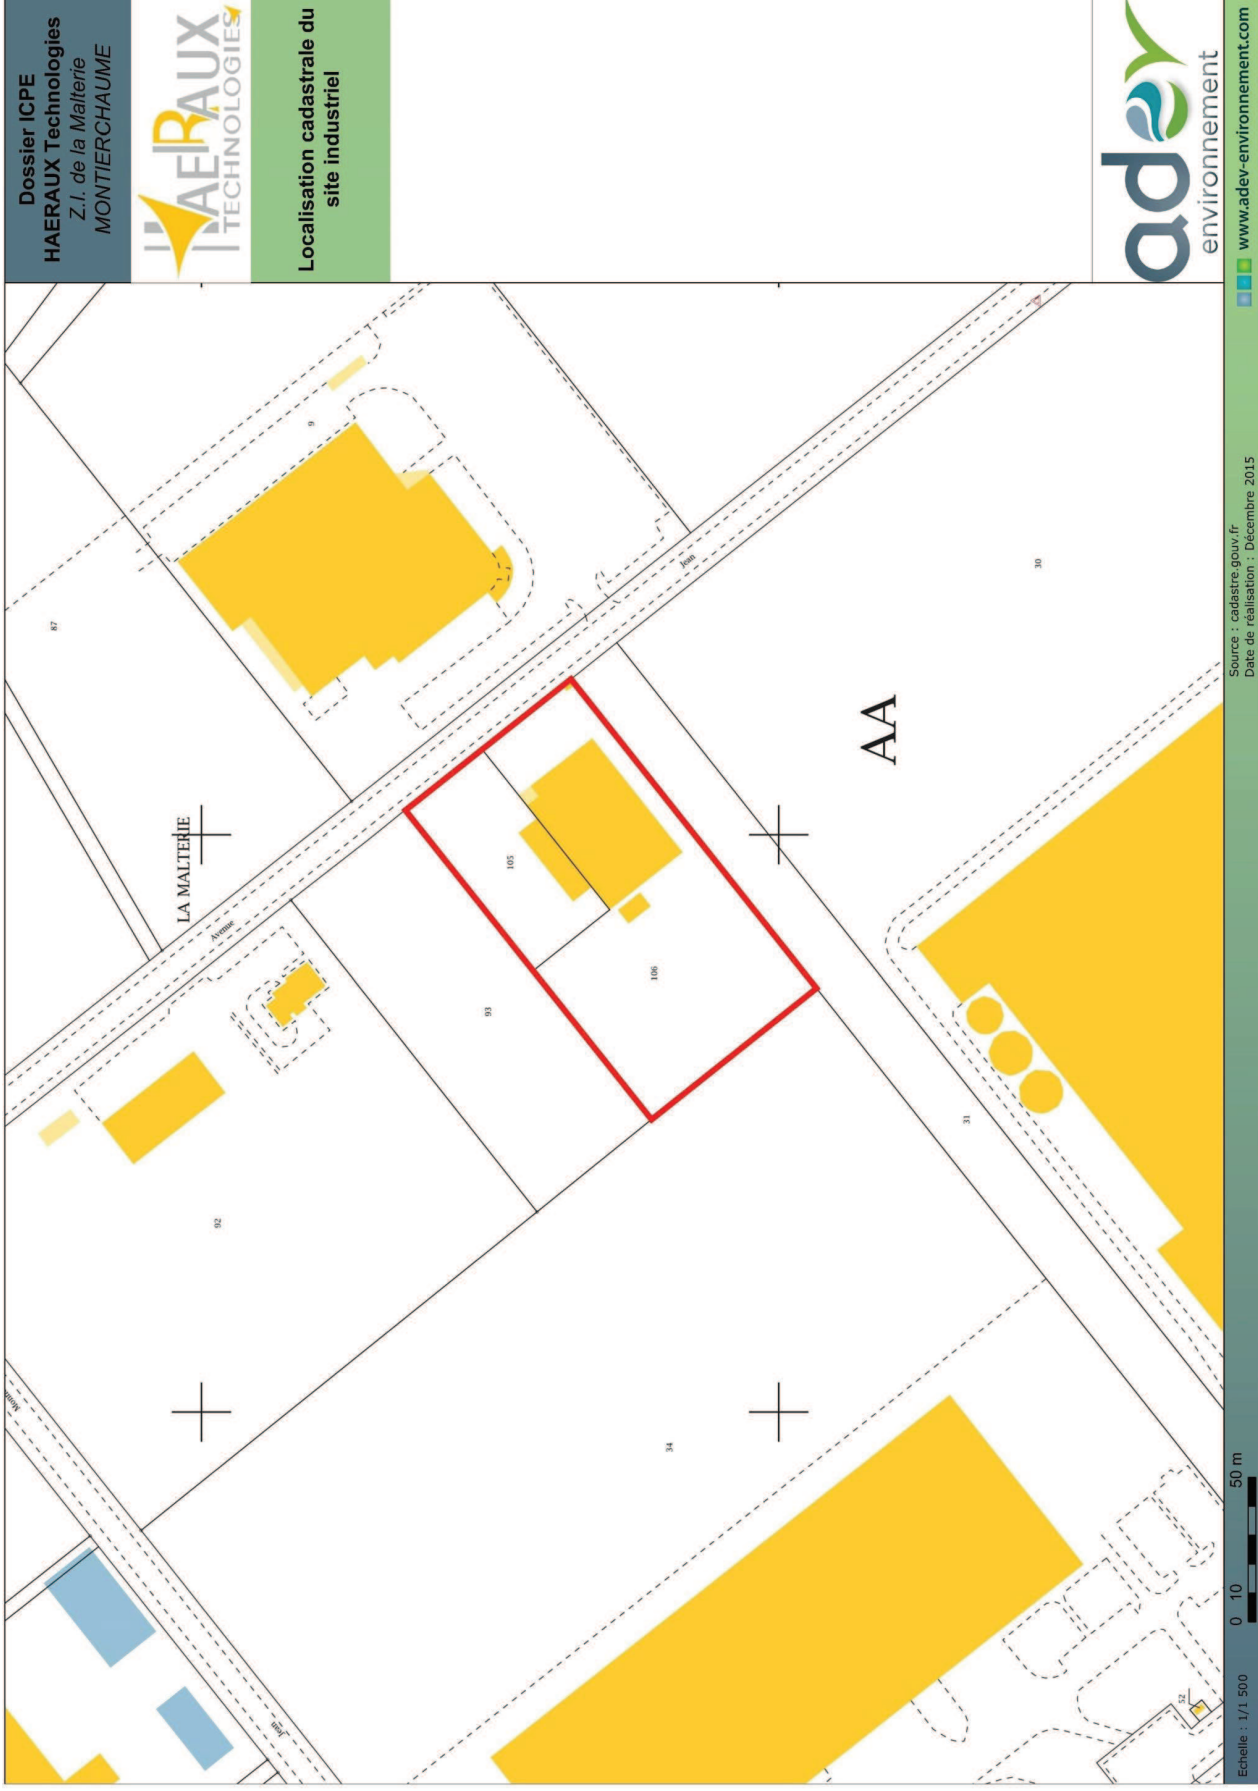 Dossier ICPE
HAERAUX Technologies
Z.I. de la Malterie
MONTIERCHAUME
HAERAUX
TECHNOLOGIES
Localisation cadastrale du
site industriel
adev
environnement
www.adev-environnement.com
87
9
LA MALTERIE
Avenue
Jean
30
AA
105
106
93
92
31
34
Jean
52
Echelle : 1/1 500
0 10 50 m
Source : cadastre.gouv.fr
Date de réalisation : Décembre 2015